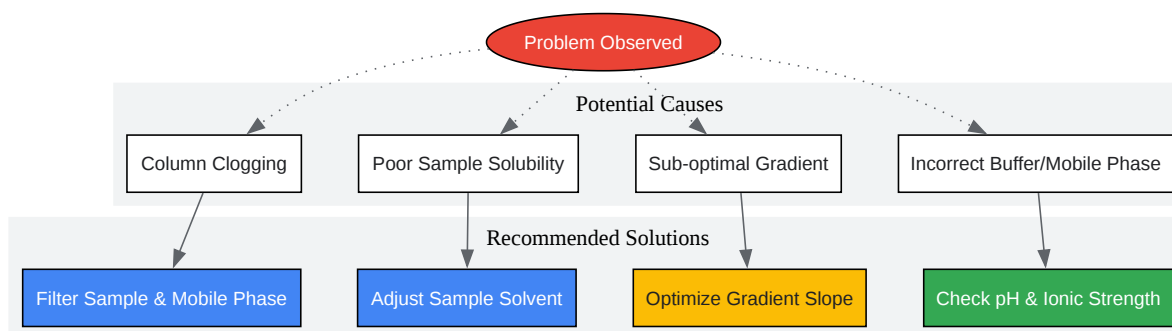 Problem Observed
Potential Causes
Column Clogging
Poor Sample Solubility
Sub-optimal Gradient
Incorrect Buffer/Mobile Phase
Recommended Solutions
Filter Sample & Mobile Phase
Adjust Sample Solvent
Optimize Gradient Slope
Check pH & Ionic Strength